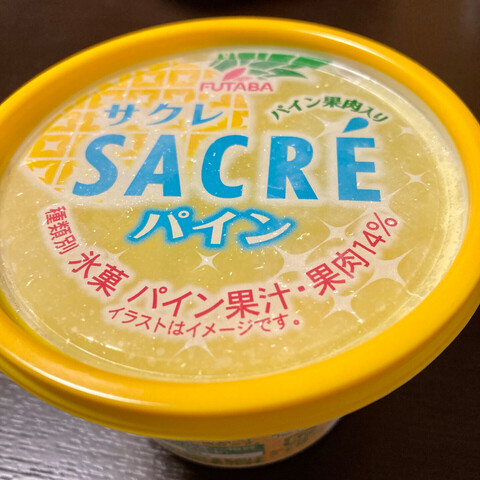 FUTABA
パイン果肉入り
サクレ
SACRÉ
パイン
種類別 氷菓 パイン果汁・果肉14%
イラストはイメージです。